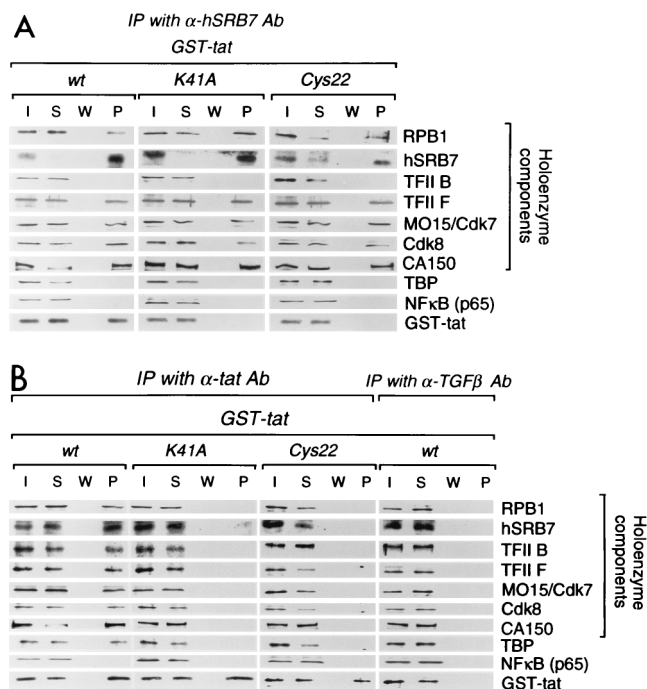 A
IP with α-hSRB7 Ab
GST-tat
wt K41A Cys22
I S W P I S W P I S W P
RPB1
hSRB7
TFII B
TFII F
MO15/Cdk7
Cdk8
CA150
TBP
NFκB (p65)
GST-tat
Holoenzyme
components
B
IP with α-tat Ab IP with α-TGFβ Ab
GST-tat
wt K41A Cys22 wt
I S W P I S W P I S W P I S W P
RPB1
hSRB7
TFII B
TFII F
MO15/Cdk7
Cdk8
CA150
TBP
NFκB (p65)
GST-tat
Holoenzyme
components